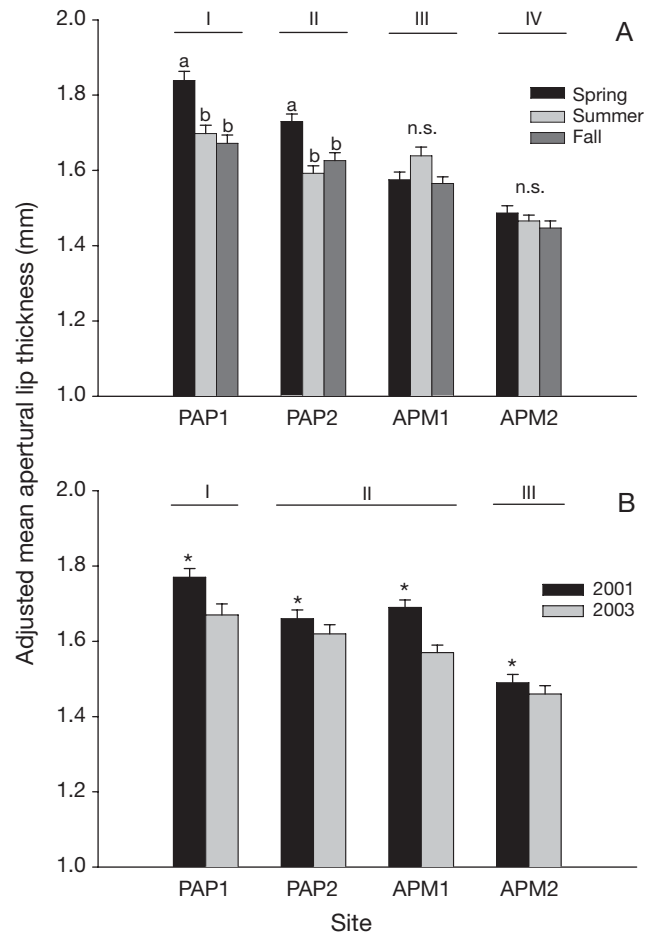 Adjusted mean apertural lip thickness (mm)
A
I II III IV
2.0
1.8
1.6
1.4
1.2
1.0
Spring
Summer
Fall
a b b
a b b
n.s.
n.s.
PAP1 PAP2 APM1 APM2
B
I II III
2.0
1.8
1.6
1.4
1.2
1.0
2001
2003
* * * *
PAP1 PAP2 APM1 APM2
Site